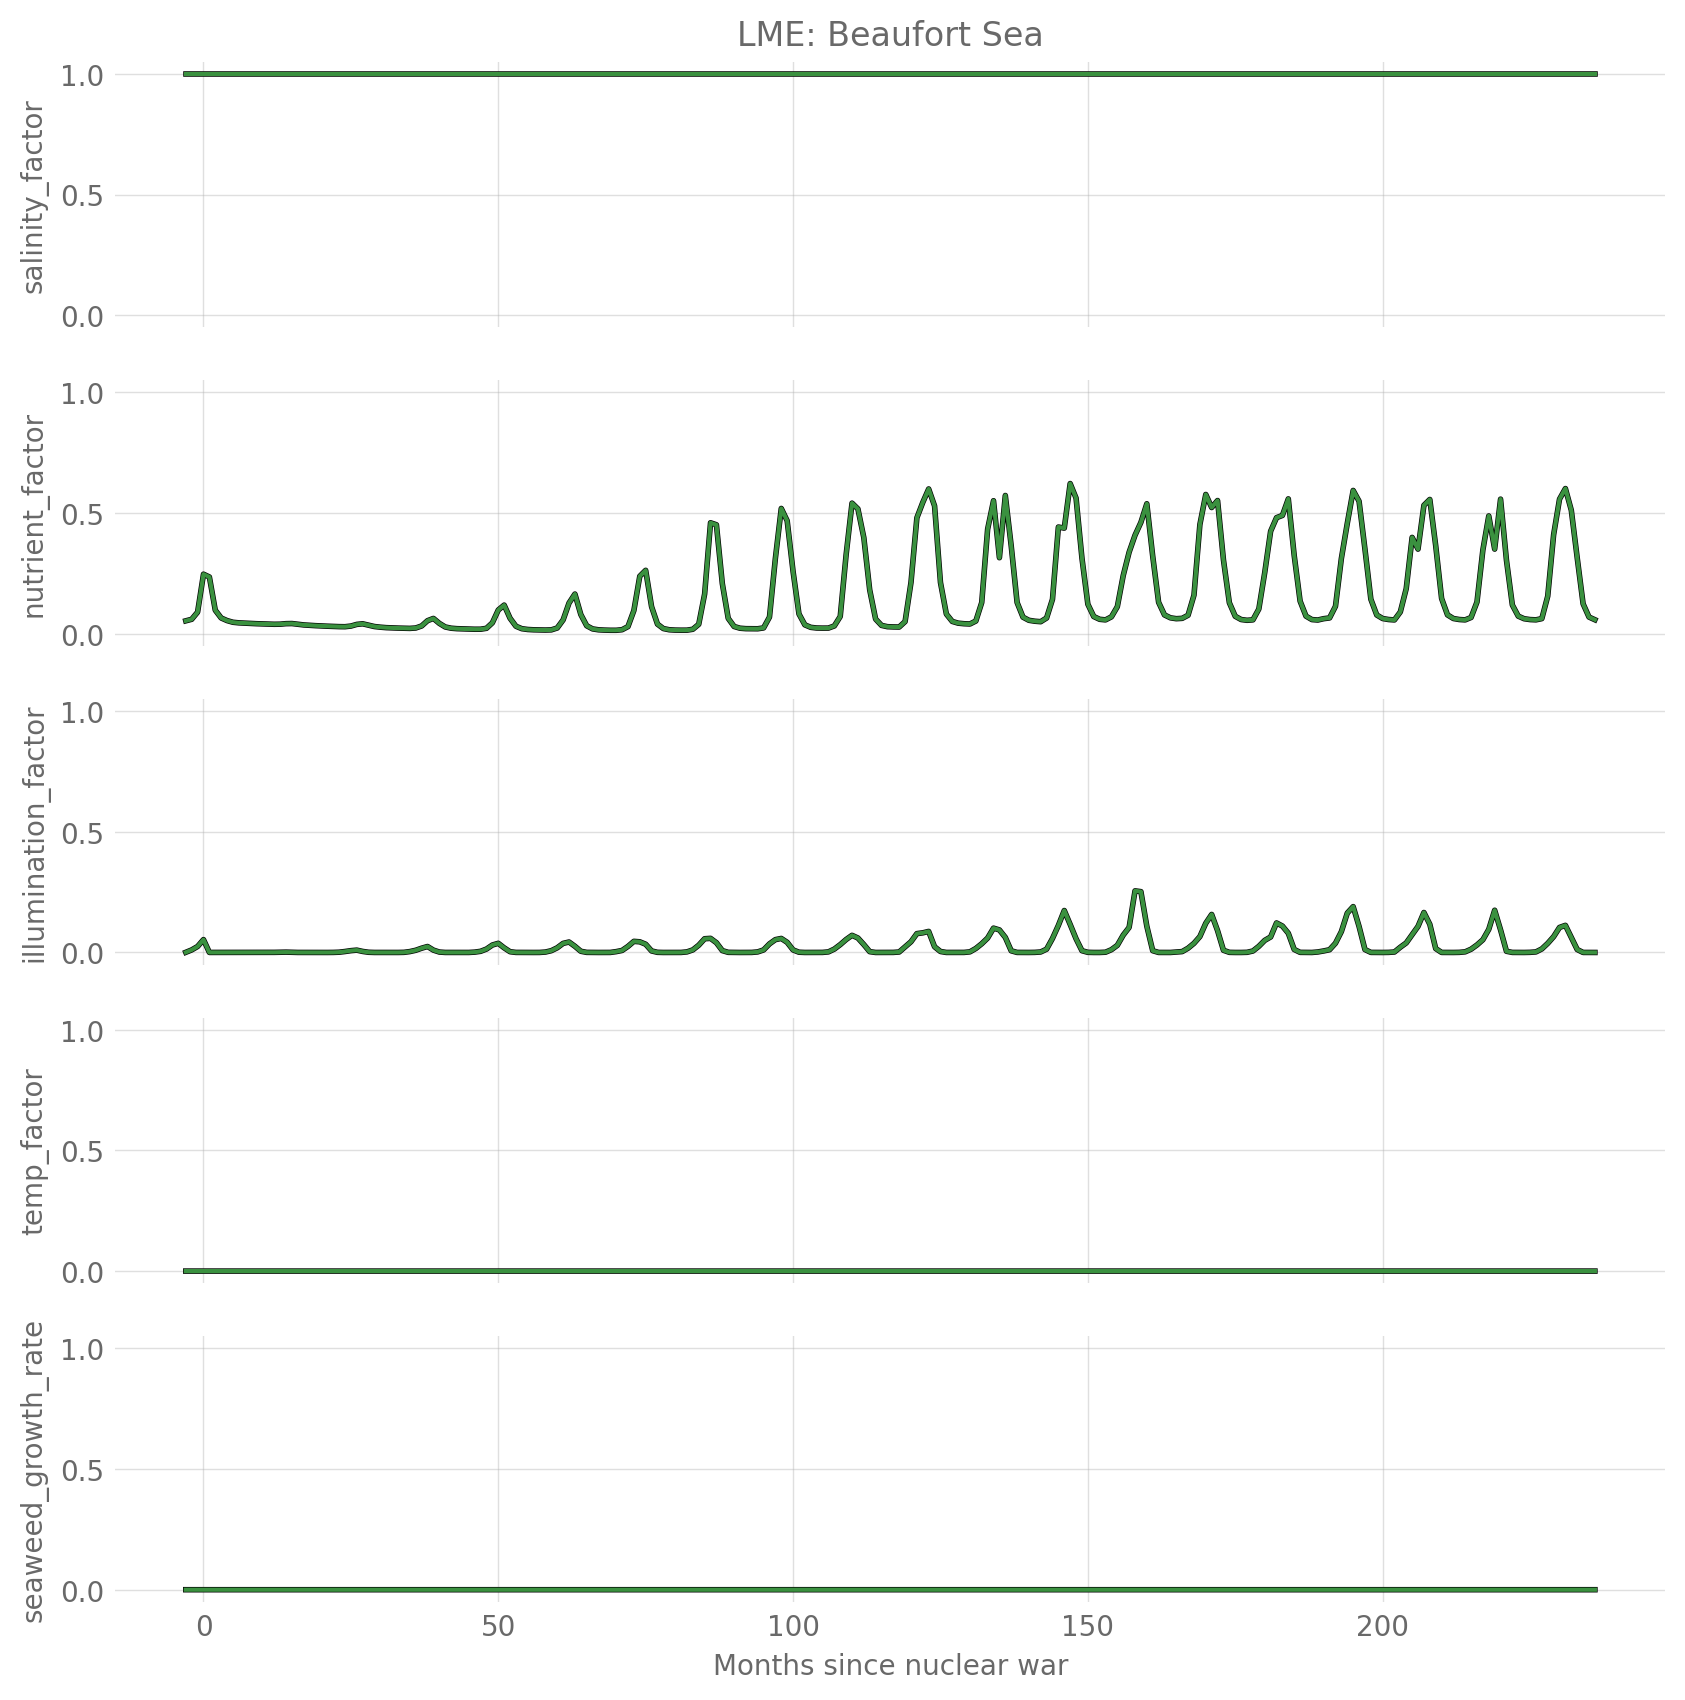 LME: Beaufort Sea
salinity_factor
1.0
0.5
0.0
nutrient_factor
1.0
0.5
0.0
illumination_factor
1.0
0.5
0.0
temp_factor
1.0
0.5
0.0
seaweed_growth_rate
1.0
0.5
0.0
0 50 100 150 200
Months since nuclear war